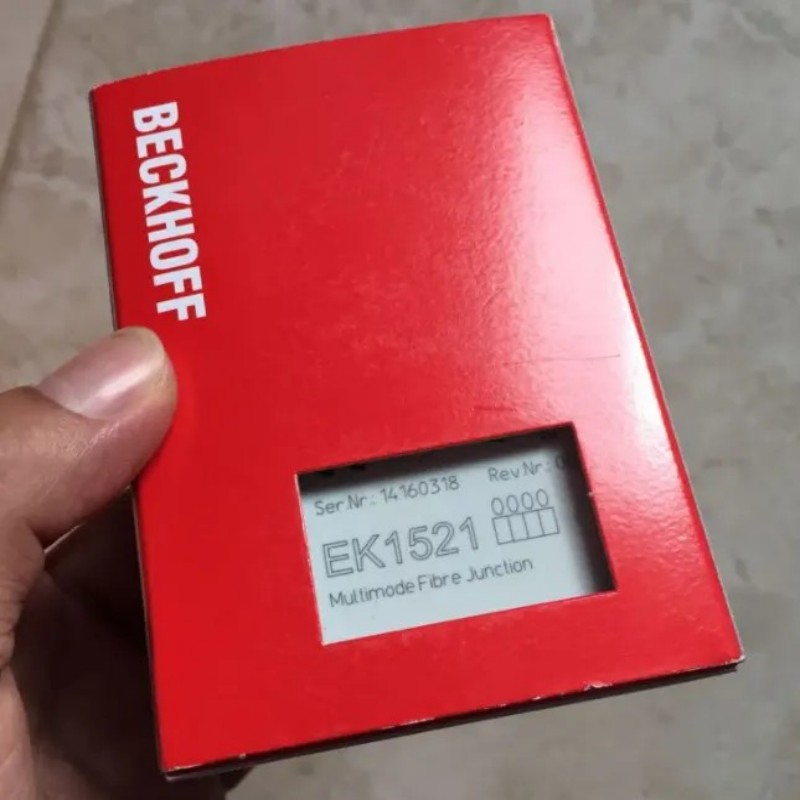 BECKHOFF
Ser.Nr.: 14160318 Rev.Nr.:
0000
EK1521
Multimode Fibre Junction